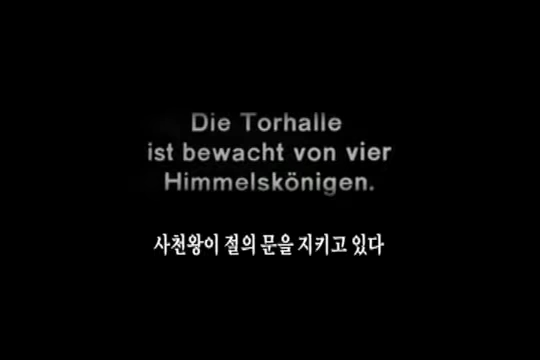 Die Torhalle
ist bewacht von vier
Himmelskönigen.
사천왕이 절의 문을 지키고 있다